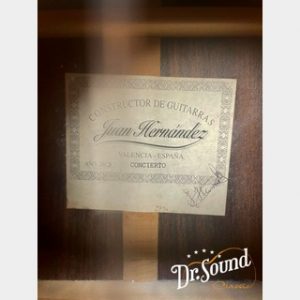 CONSTRUCTOR DE GUITARRAS
Juan Hernández
VALENCIA - ESPAÑA
CONCIERTO
Dr. Sound